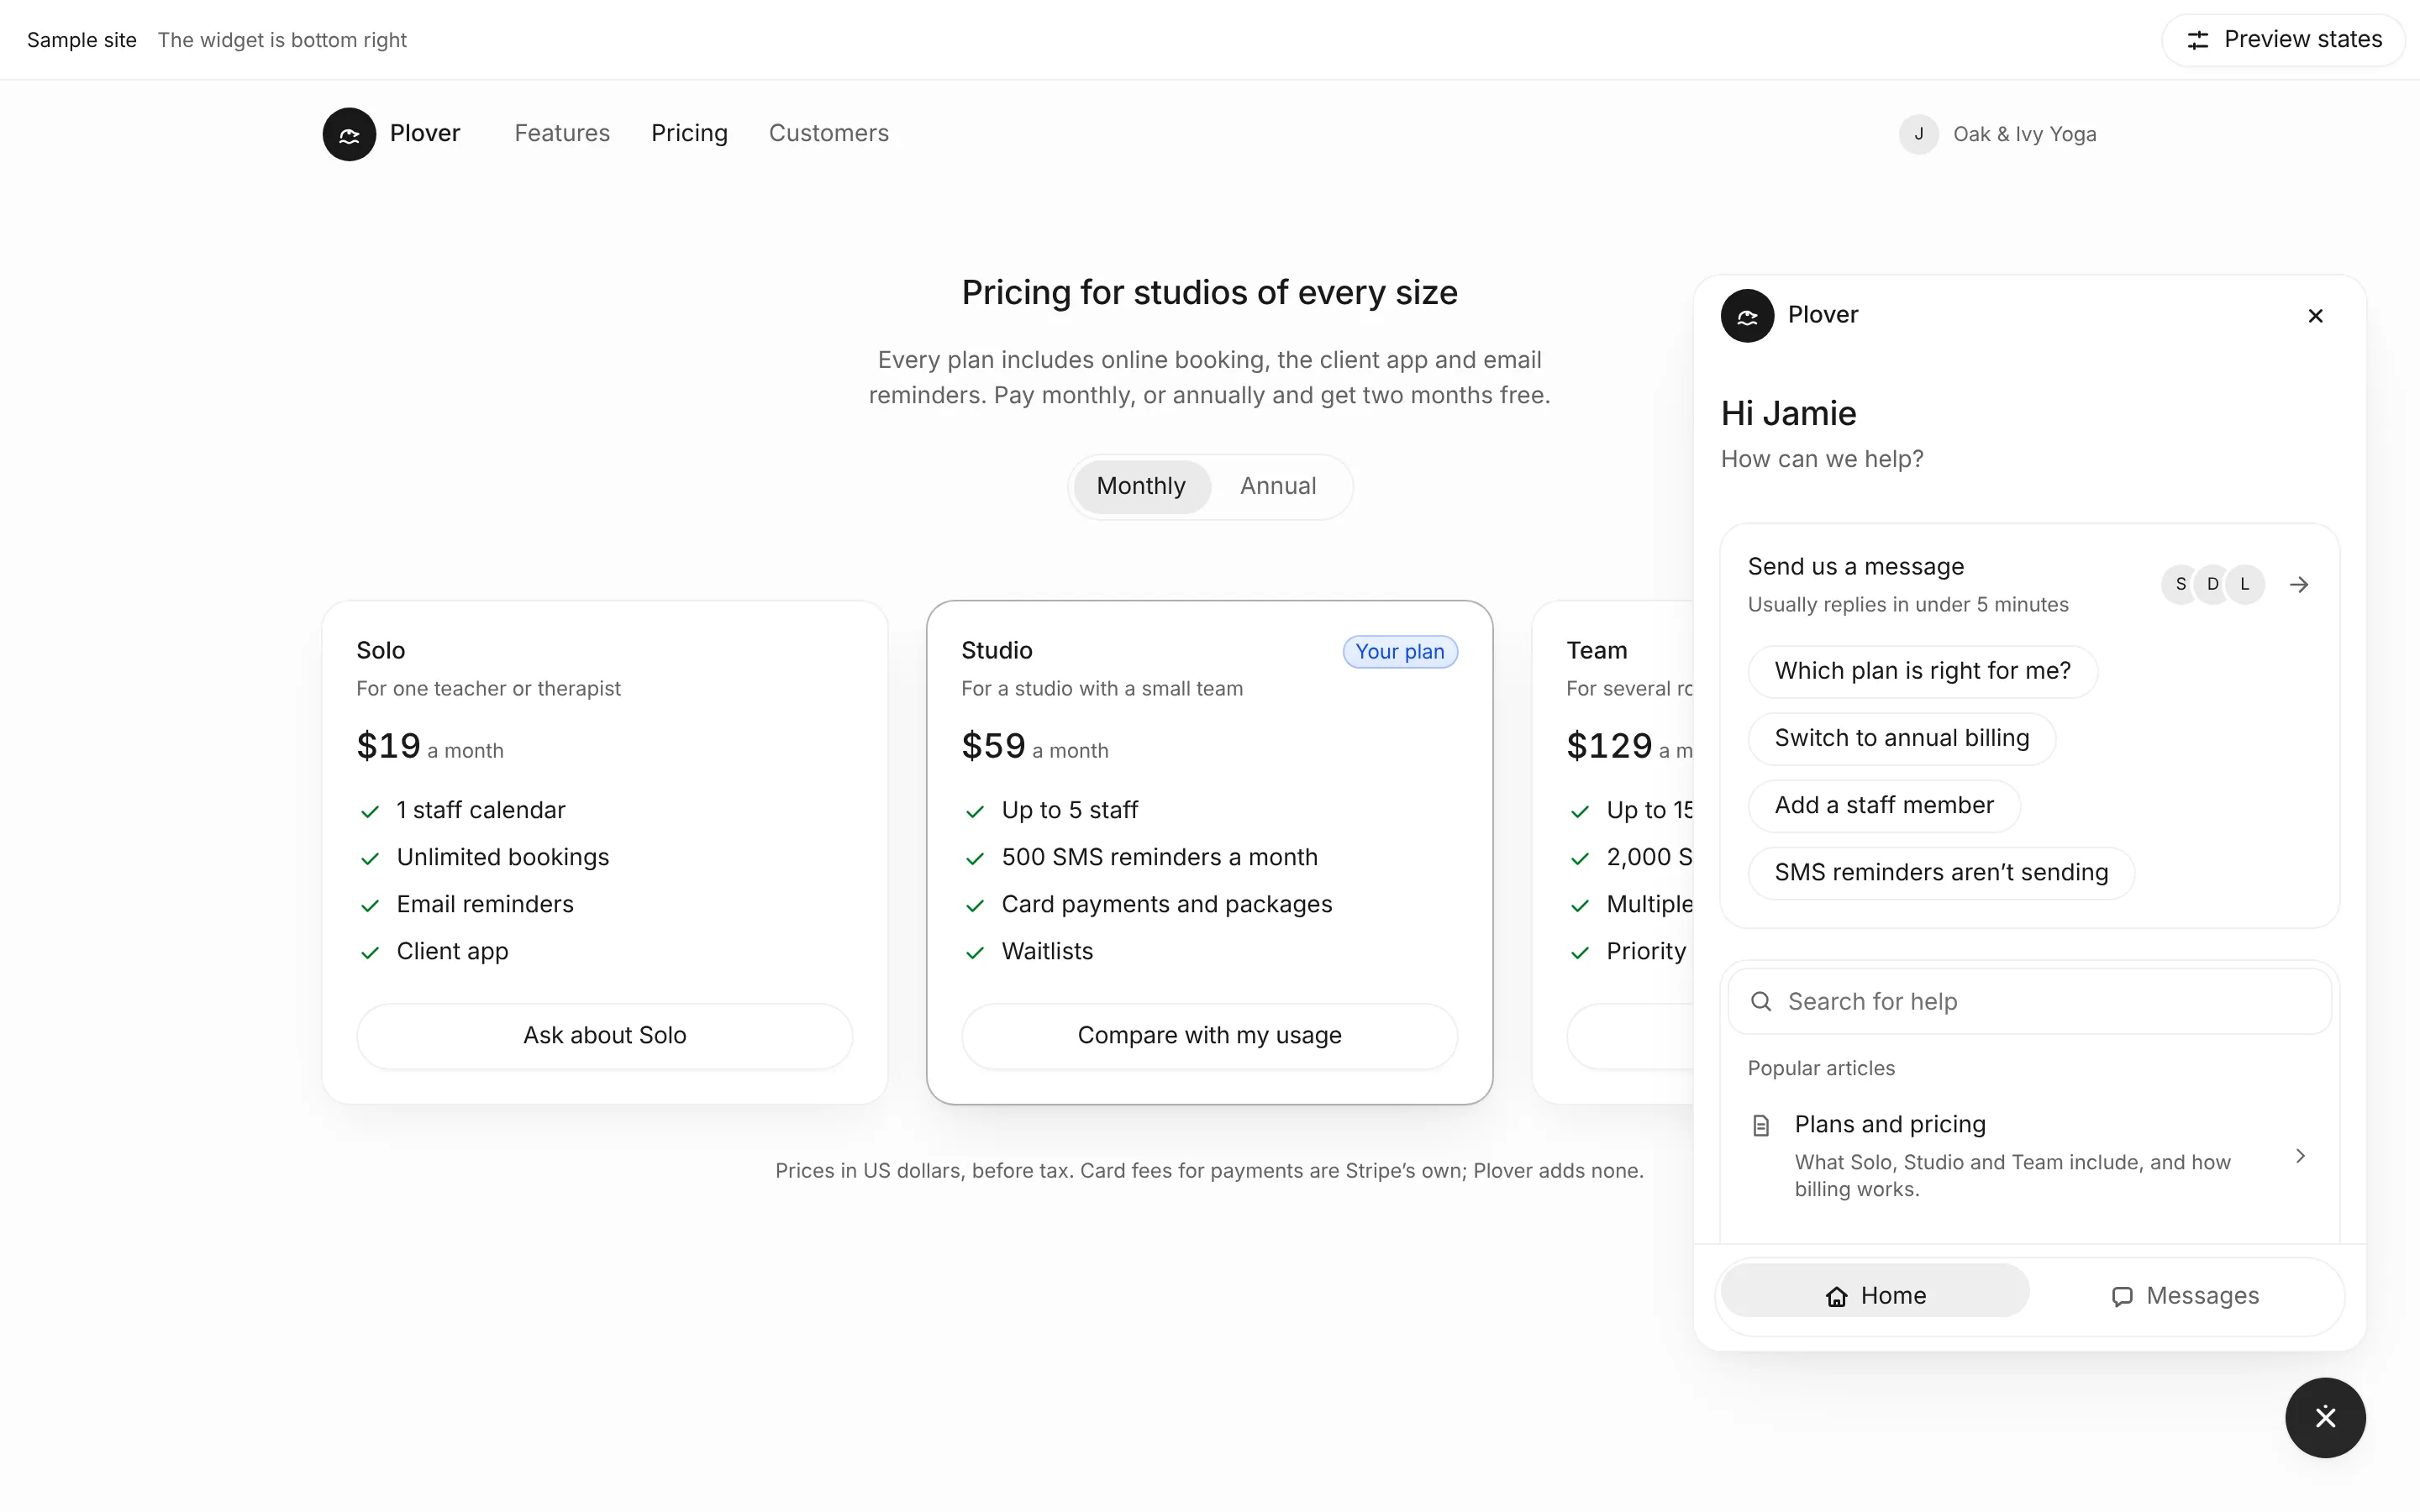 Sample site The widget is bottom right
Preview states
Plover Features Pricing Customers
J Oak & Ivy Yoga
Pricing for studios of every size
Every plan includes online booking, the client app and email
reminders. Pay monthly, or annually and get two months free.
Monthly Annual
Solo
For one teacher or therapist
$19 a month
1 staff calendar
Unlimited bookings
Email reminders
Client app
Ask about Solo
Studio Your plan
For a studio with a small team
$59 a month
Up to 5 staff
500 SMS reminders a month
Card payments and packages
Waitlists
Compare with my usage
Team
For several
$129 a
Up to 15
2,000
Multiple
Priority
Prices in US dollars, before tax. Card fees for payments are Stripe’s own; Plover adds none.
Plover
Hi Jamie
How can we help?
Send us a message
Usually replies in under 5 minutes
S D L
Which plan is right for me?
Switch to annual billing
Add a staff member
SMS reminders aren’t sending
Search for help
Popular articles
Plans and pricing
What Solo, Studio and Team include, and how
billing works.
Home Messages